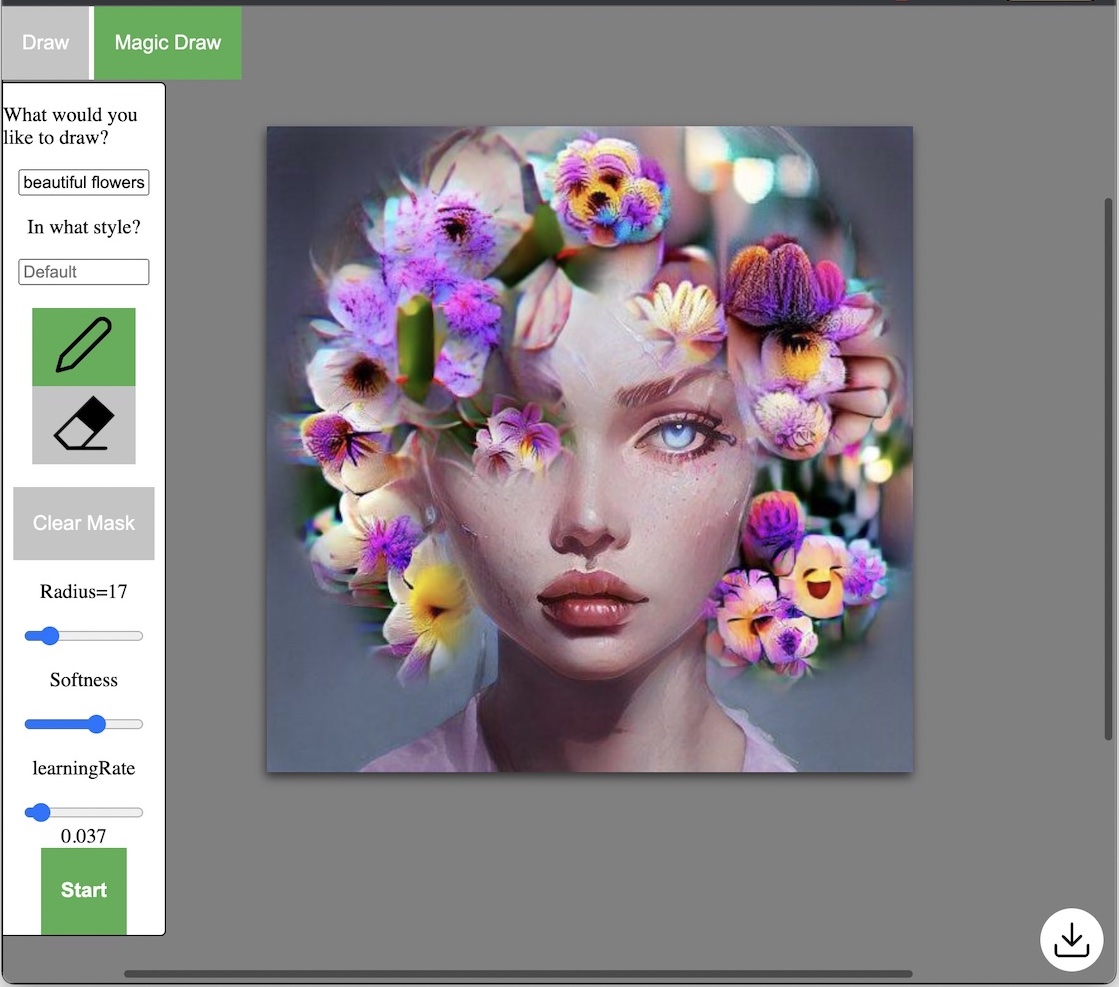 Draw
Magic Draw
What would you
like to draw?
beautiful flowers
In what style?
Default
Clear Mask
Radius=17
Softness
learningRate
0.037
Start